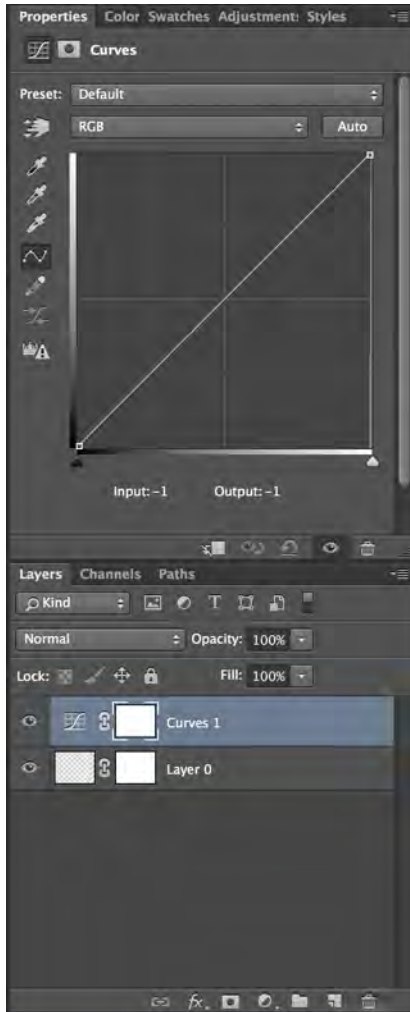 Properties Color Swatches Adjustment: Styles
Curves
Preset: Default
RGB Auto
Input: -1 Output: -1
Layers Channels Paths
Kind T
Normal Opacity: 100%
Lock: Fill: 100%
Curves 1
Layer 0
fx